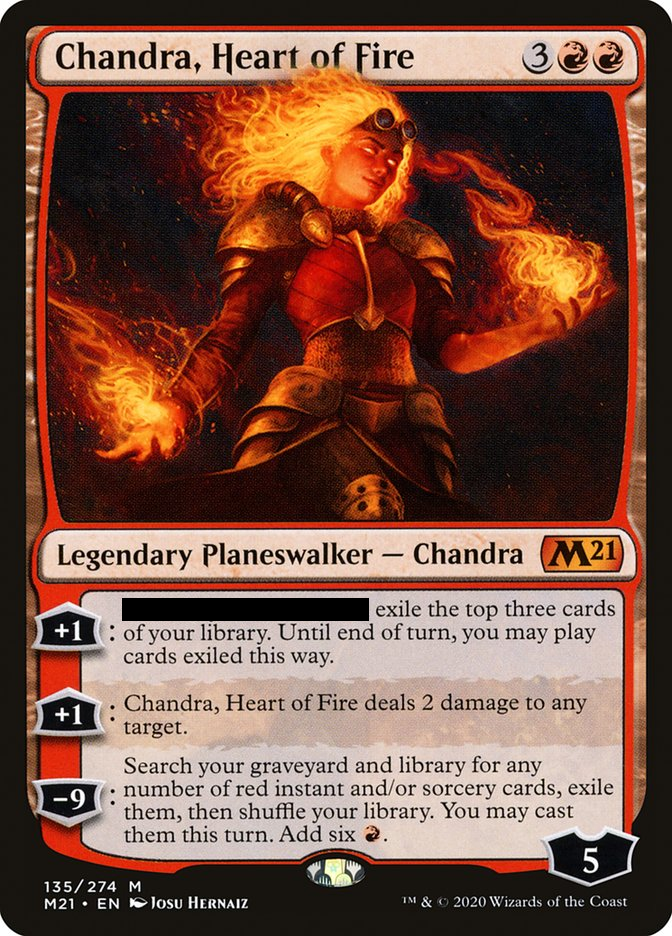 Chandra, Heart of Fire 3
Legendary Planeswalker — Chandra M21
exile the top three cards
+1 : of your library. Until end of turn, you may play
cards exiled this way.
+1 : Chandra, Heart of Fire deals 2 damage to any
target.
Search your graveyard and library for any
number of red instant and/or sorcery cards, exile
-9 : them, then shuffle your library. You may cast
them this turn. Add six .
5
135/274 M
M21 • EN Josu Hernaiz
™ & © 2020 Wizards of the Coast